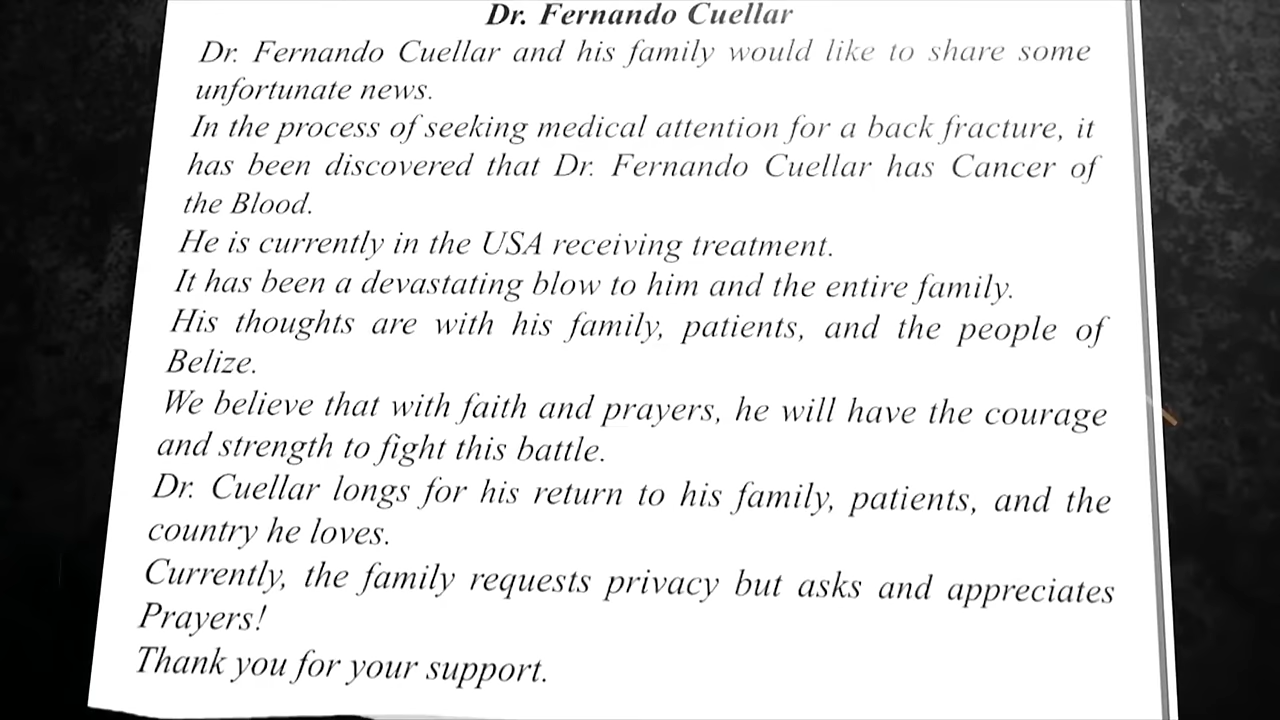 Dr. Fernando Cuellar
Dr. Fernando Cuellar and his family would like to share some
unfortunate news.
In the process of seeking medical attention for a back fracture, it
has been discovered that Dr. Fernando Cuellar has Cancer of
the Blood.
He is currently in the USA receiving treatment.
It has been a devastating blow to him and the entire family.
His thoughts are with his family, patients, and the people of
Belize.
We believe that with faith and prayers, he will have the courage
and strength to fight this battle.
Dr. Cuellar longs for his return to his family, patients, and the
country he loves.
Currently, the family requests privacy but asks and appreciates
Prayers!
Thank you for your support.